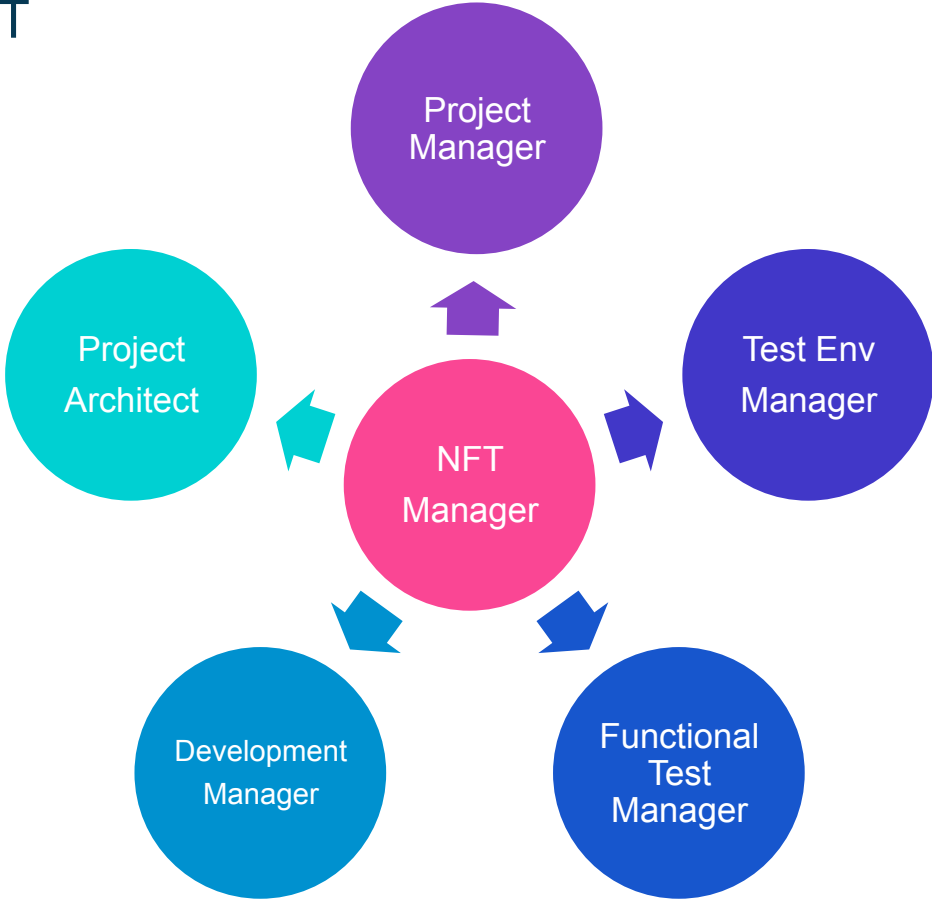 T
Project
Manager
Project
Architect
Test Env
Manager
NFT
Manager
Development
Manager
Functional
Test
Manager